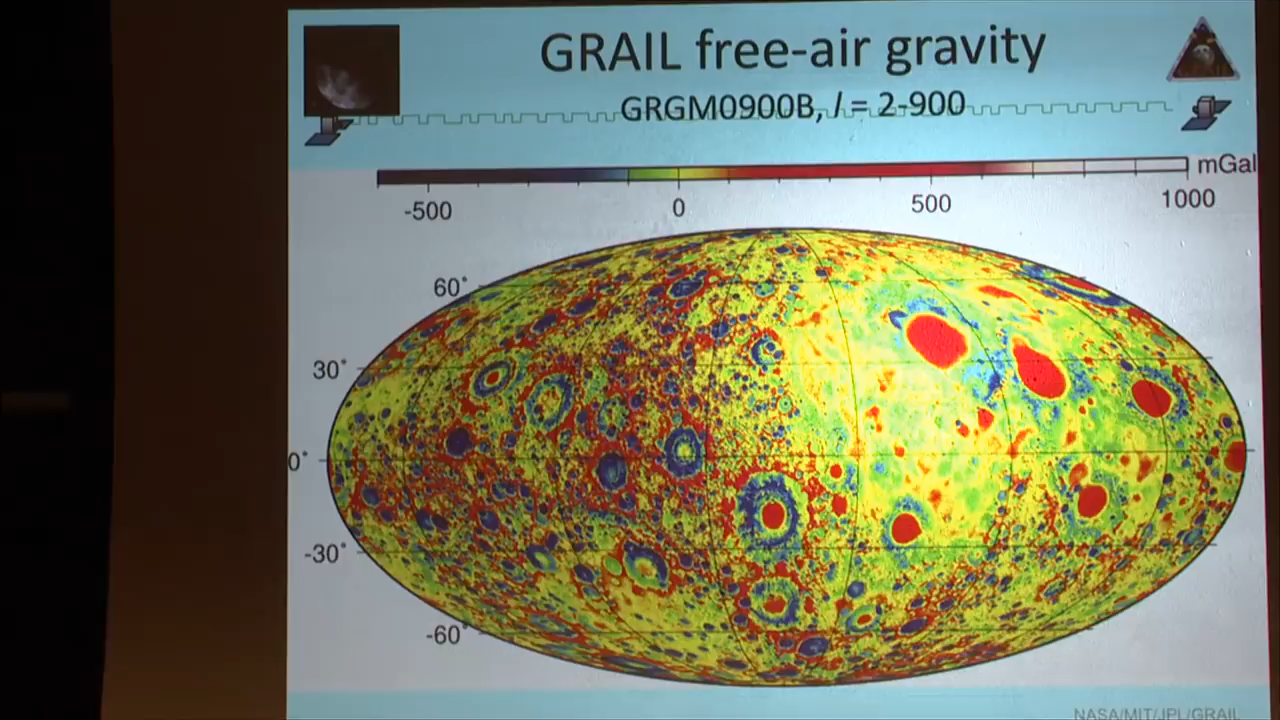 GRAIL free-air gravity
GRGM0900B, l = 2-900
mGal
-500 0 500 1000
60°
30°
0°
-30°
-60°
NASA/MIT/JPL/GRAIL